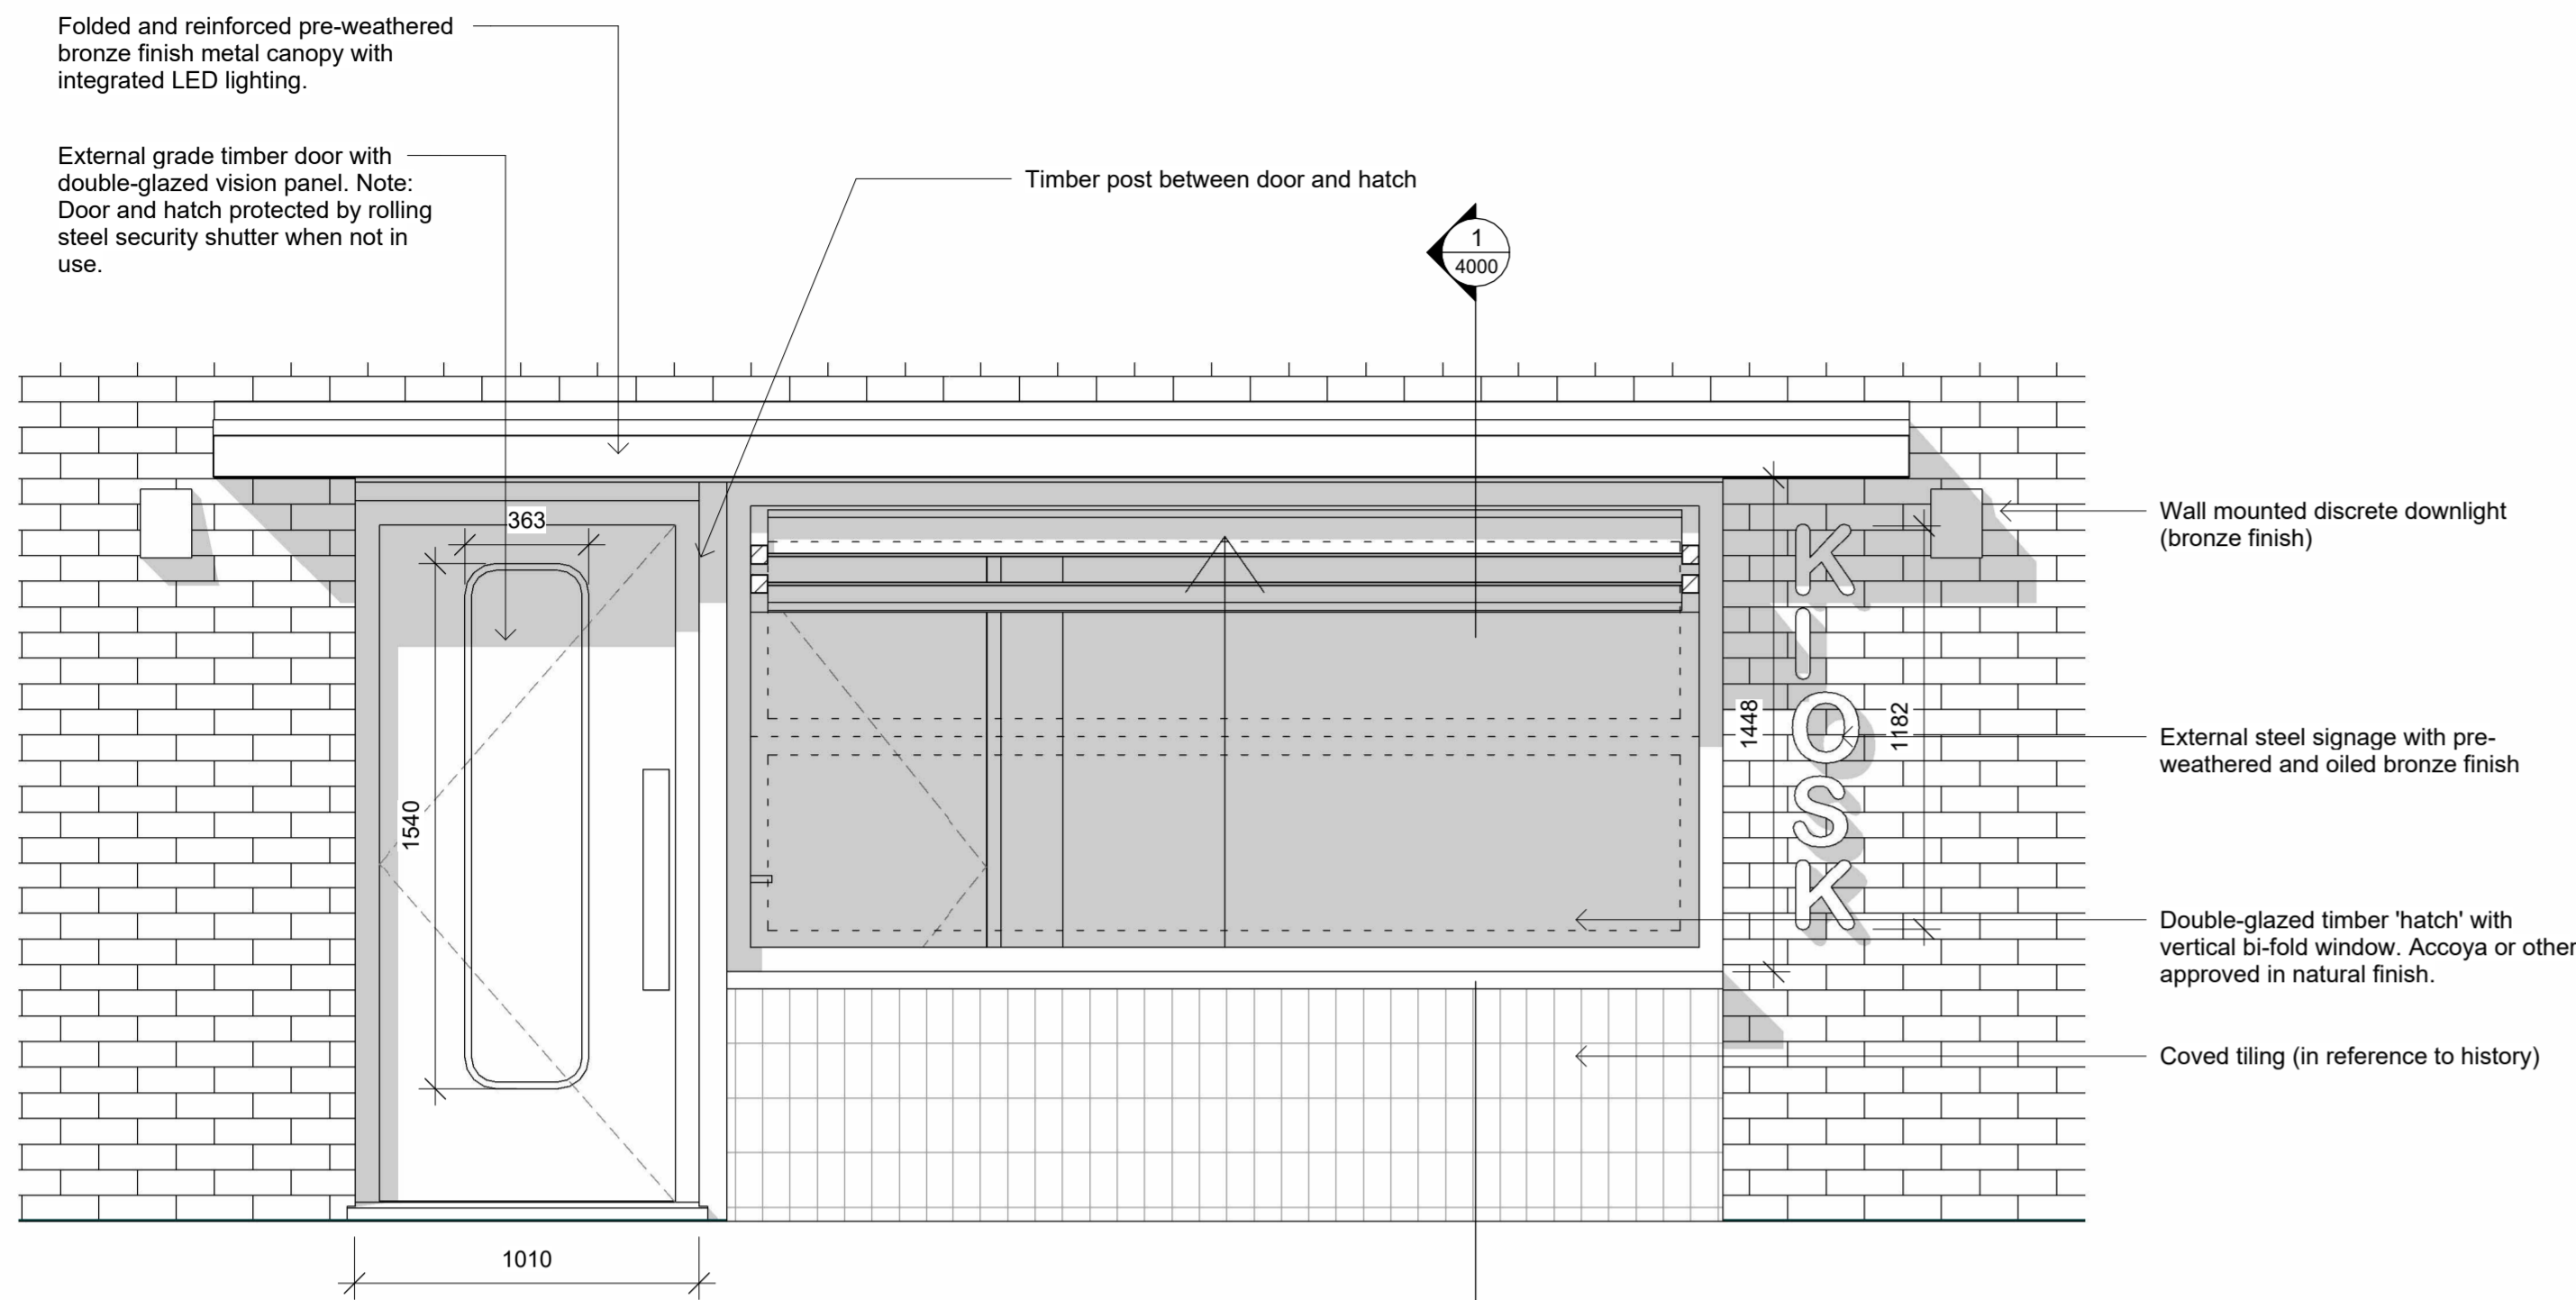 Folded and reinforced pre-weathered
bronze finish metal canopy with
integrated LED lighting.
External grade timber door with
double-glazed vision panel. Note:
Door and hatch protected by rolling
steel security shutter when not in
use.
Timber post between door and hatch
1
4000
363
1540
1010
1448
1182
K
I
O
S
K
Wall mounted discrete downlight
(bronze finish)
External steel signage with pre-
weathered and oiled bronze finish
Double-glazed timber 'hatch' with
vertical bi-fold window. Accoya or other
approved in natural finish.
Coved tiling (in reference to history)